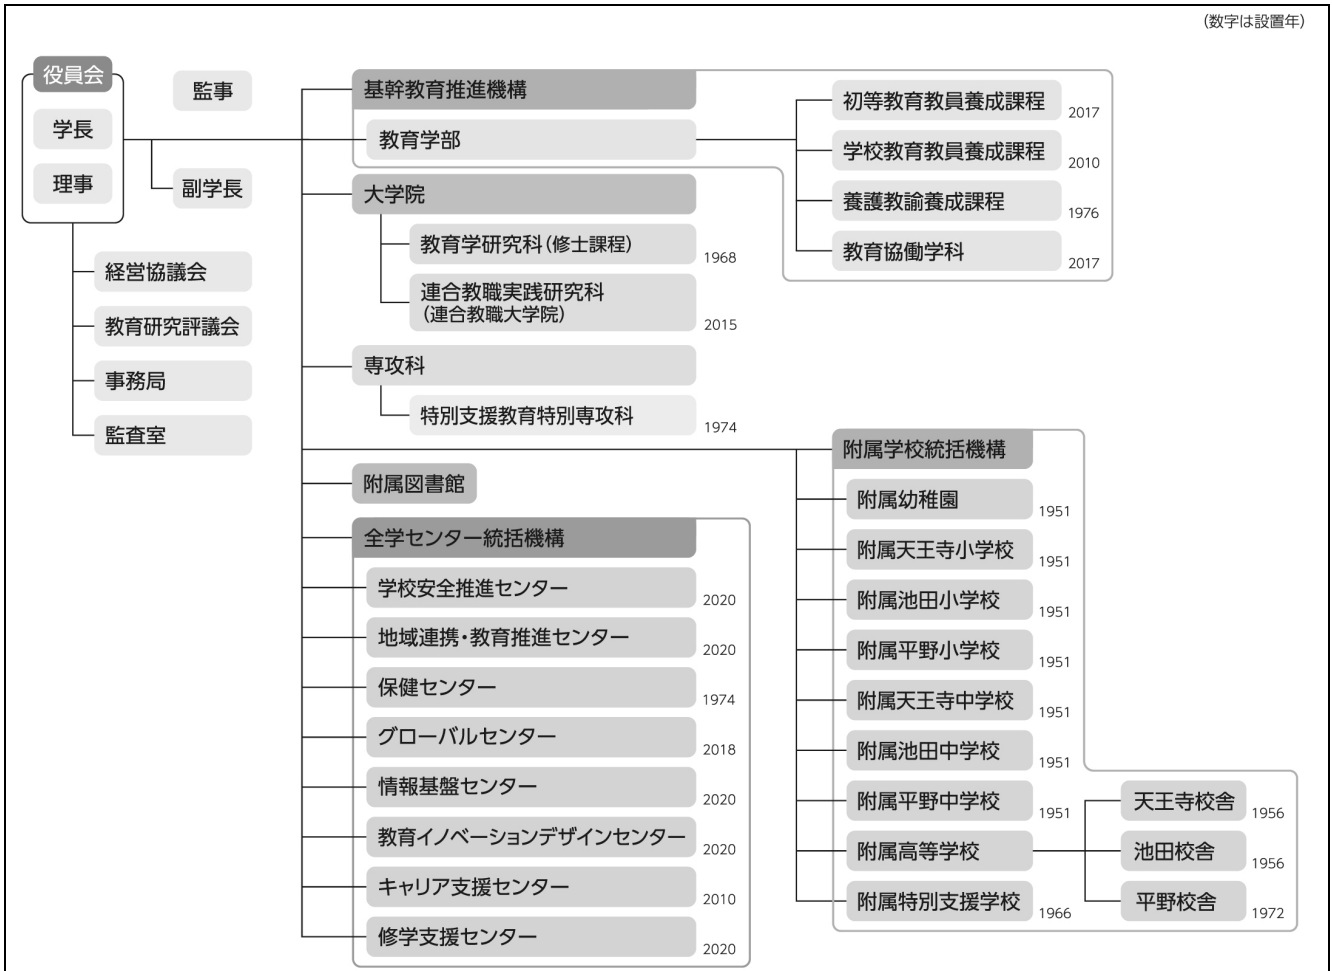 (数字は設置年)
役員会
学長
理事
監事
副学長
経営協議会
教育研究評議会
事務局
監査室
基幹教育推進機構
教育学部
初等教育教員養成課程 2017
学校教育教員養成課程 2010
養護教諭養成課程 1976
教育協働学科 2017
大学院
教育学研究科(修士課程) 1968
連合教職実践研究科
(連合教職大学院) 2015
専攻科
特別支援教育特別専攻科 1974
附属図書館
全学センター統括機構
学校安全推進センター 2020
地域連携・教育推進センター 2020
保健センター 1974
グローバルセンター 2018
情報基盤センター 2020
教育イノベーションデザインセンター 2020
キャリア支援センター 2010
修学支援センター 2020
附属学校統括機構
附属幼稚園 1951
附属天王寺小学校 1951
附属池田小学校 1951
附属平野小学校 1951
附属天王寺中学校 1951
附属池田中学校 1951
附属平野中学校 1951
附属高等学校
天王寺校舎 1956
池田校舎 1956
平野校舎 1972
附属特別支援学校 1966